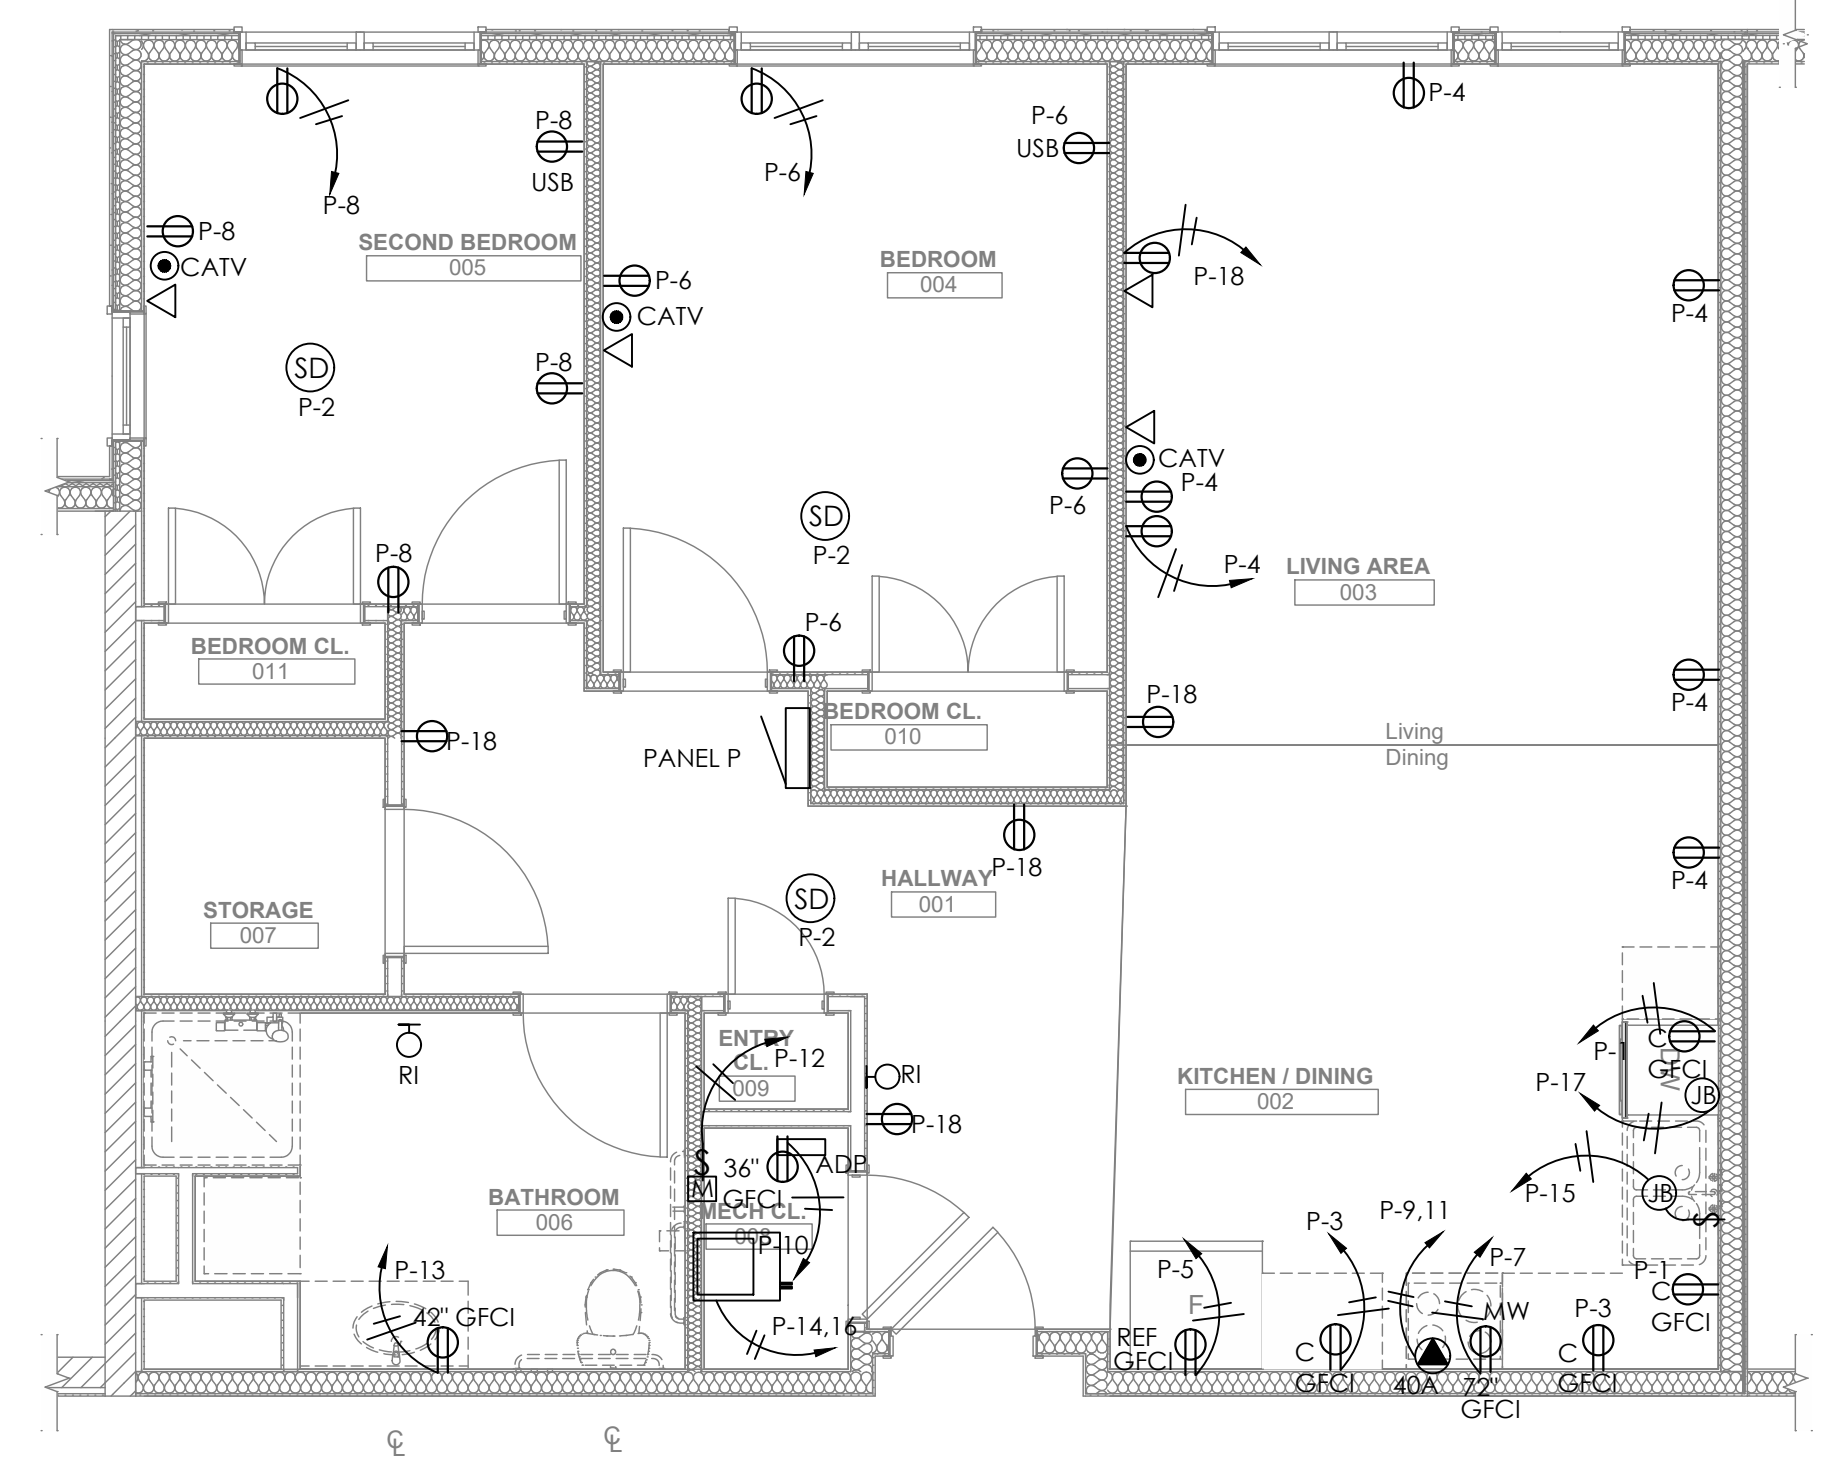 P-4
P-8
USB
P-6
USB
P-6
P-8
P-8
CATV
SECOND BEDROOM
005
BEDROOM
004
P-18
P-4
P-6
CATV
SD
P-2
P-8
CATV
P-4
P-6
SD
P-2
P-8
P-4
LIVING AREA
003
P-6
BEDROOM CL.
011
P-18
P-4
BEDROOM CL.
010
Living
Dining
P-18
PANEL P
P-18
HALLWAY
001
P-4
SD
P-2
STORAGE
007
ENTRY
CL.
009
P-12
RI
RI
P-1
C
GFCI
DW
KITCHEN / DINING
002
P-17
JB
P-18
S
M
36"
GFCI
ADP
BATHROOM
006
MECH CL.
008
P-10
P-15
JB
S
P-9,11
P-3
P-7
P-5
F
P-13
42" GFCI
P-14,16
P-1
C
GFCI
MW
P-3
REF
GFCI
C
GFCI
40A
72"
GFCI
C
GFCI
CL
CL